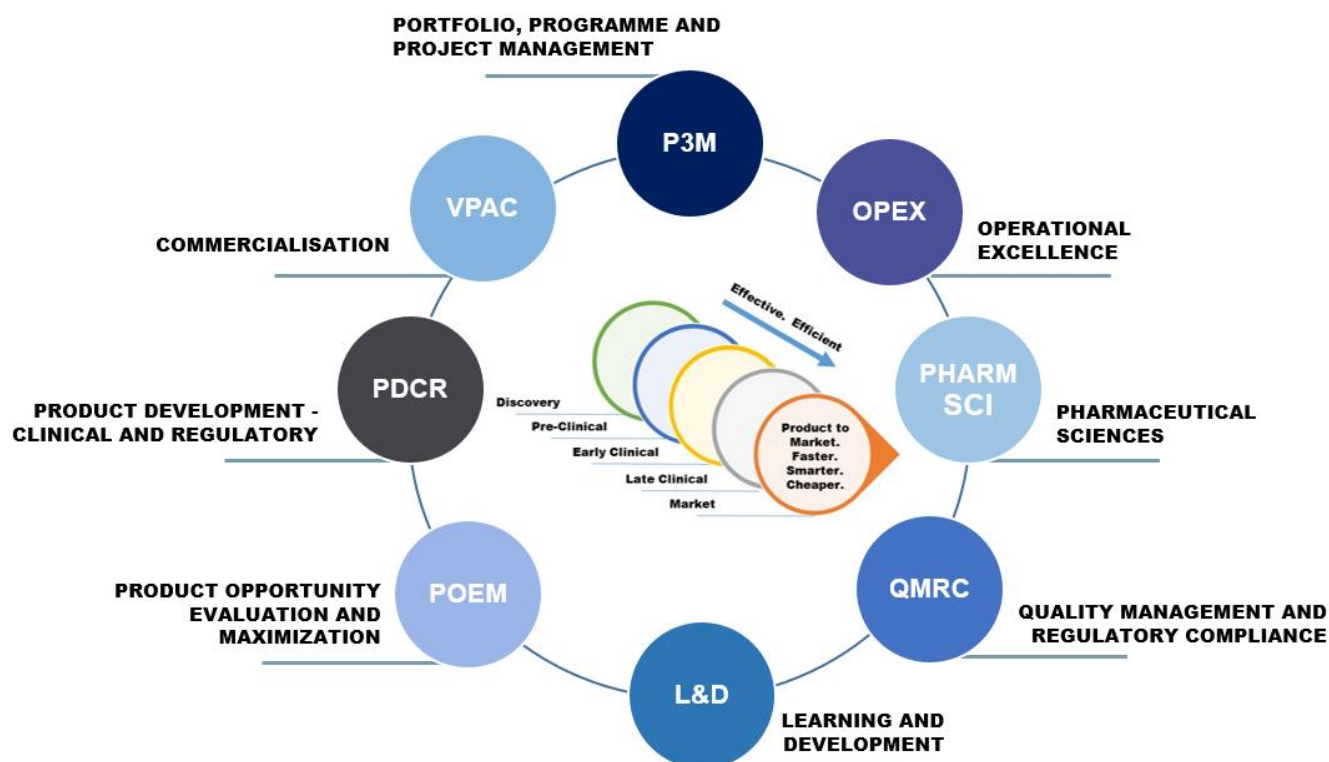 PORTFOLIO, PROGRAMME AND
PROJECT MANAGEMENT
P3M
VPAC
OPEX
COMMERCIALISATION
OPERATIONAL
EXCELLENCE
Effective. Efficient
PDCR
PHARM
SCI
PRODUCT DEVELOPMENT -
CLINICAL AND REGULATORY
PHARMACEUTICAL
SCIENCES
Discovery
Pre-Clinical
Early Clinical
Late Clinical
Market
Product to
Market.
Faster.
Smarter.
Cheaper.
POEM
QMRC
PRODUCT OPPORTUNITY
EVALUATION AND
MAXIMIZATION
QUALITY MANAGEMENT AND
REGULATORY COMPLIANCE
L&D
LEARNING AND
DEVELOPMENT